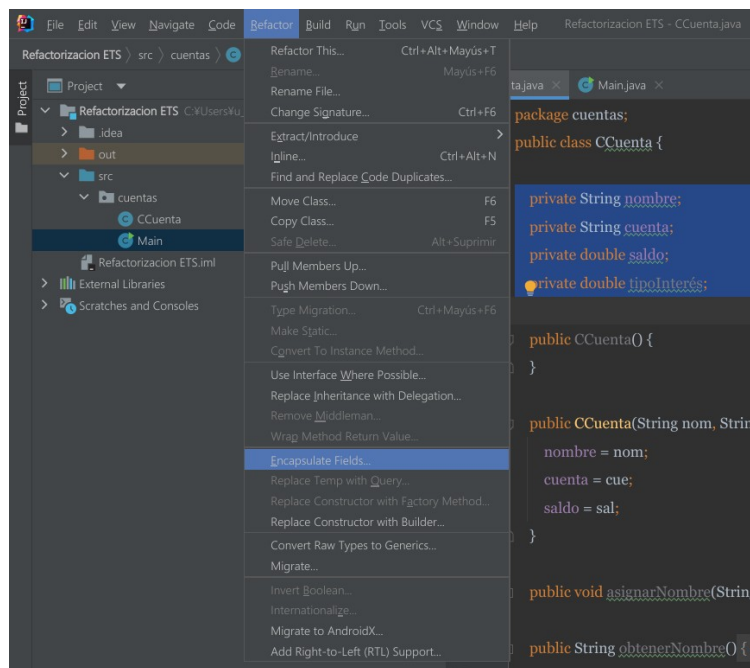 File Edit View Navigate Code Refactor Build Run Tools VCS Window Help Refactorizacion ETS - CCuenta.java
Refactorizacion ETS src cuentas C
Project
Project
Refactorizacion ETS C:¥Users¥u_
.idea
out
src
cuentas
C CCuenta
C Main
Refactorizacion ETS.iml
External Libraries
Scratches and Consoles
Refactor This... Ctrl+Alt+Mayús+T
Rename... Mayús+F6
Rename File...
Change Signature... Ctrl+F6
Extract/Introduce
Inline... Ctrl+Alt+N
Find and Replace Code Duplicates...
Move Class... F6
Copy Class... F5
Safe Delete... Alt+Suprimir
Pull Members Up...
Push Members Down...
Type Migration... Ctrl+Mayús+F6
Make Static...
Convert To Instance Method...
Use Interface Where Possible...
Replace Inheritance with Delegation...
Remove Middleman...
Wrap Method Return Value...
Encapsulate Fields...
Replace Temp with Query...
Replace Constructor with Factory Method...
Replace Constructor with Builder...
Convert Raw Types to Generics...
Migrate...
Invert Boolean...
Internationalize...
Migrate to AndroidX...
Add Right-to-Left (RTL) Support...
ta.java C Main.java
package cuentas;
public class CCuenta {
private String nombre;
private String cuenta;
private double saldo;
private double tipoInterés;
public CCuenta() {
}
public CCuenta(String nom, Strin
nombre = nom;
cuenta = cue;
saldo = sal;
}
public void asignarNombre(Strin
public String obtenerNombre() {